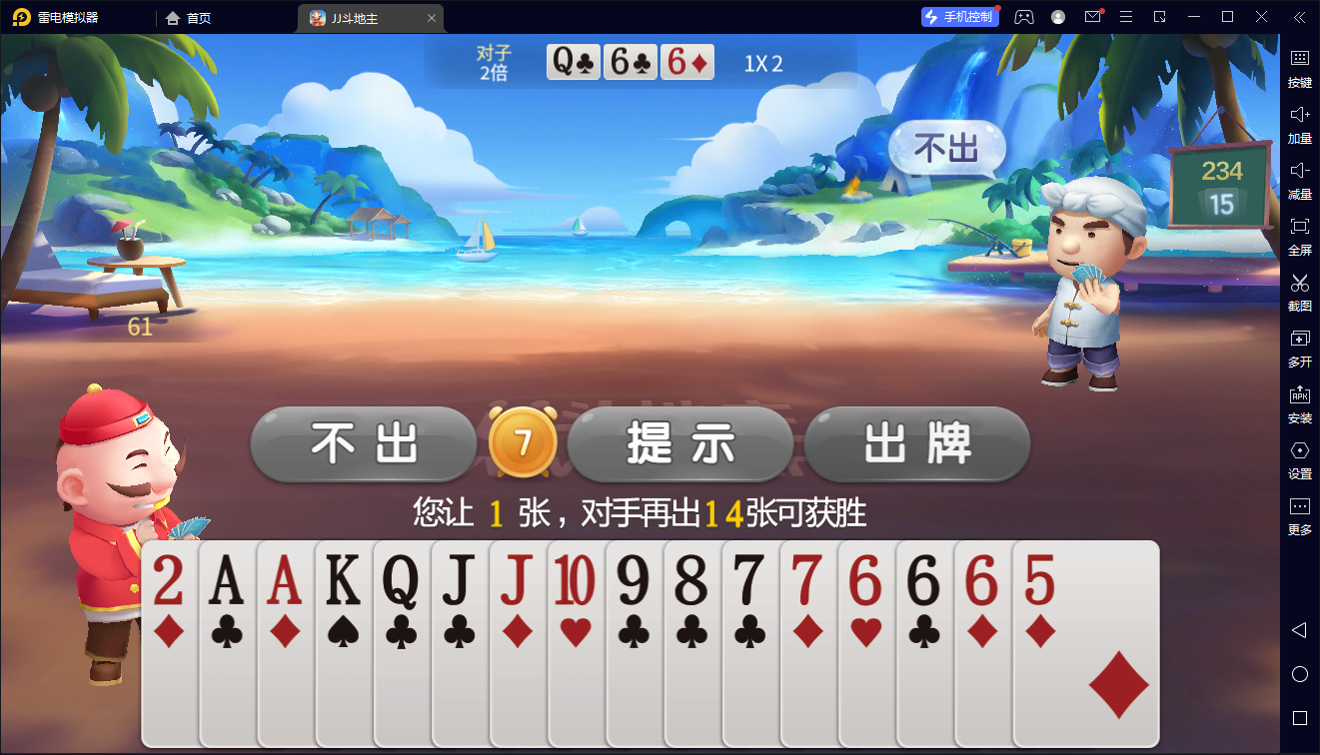 雷电模拟器
首页
JJ斗地主
手机控制
对子
2倍
Q 6 6
1X2
不出
234
15
61
不出
7
提示
出牌
您让 1 张，对手再出14张可获胜
2 A A K Q J J 10 9 8 7 7 6 6 6 5
按键
加量
减量
全屏
截图
多开
APK
安装
设置
更多